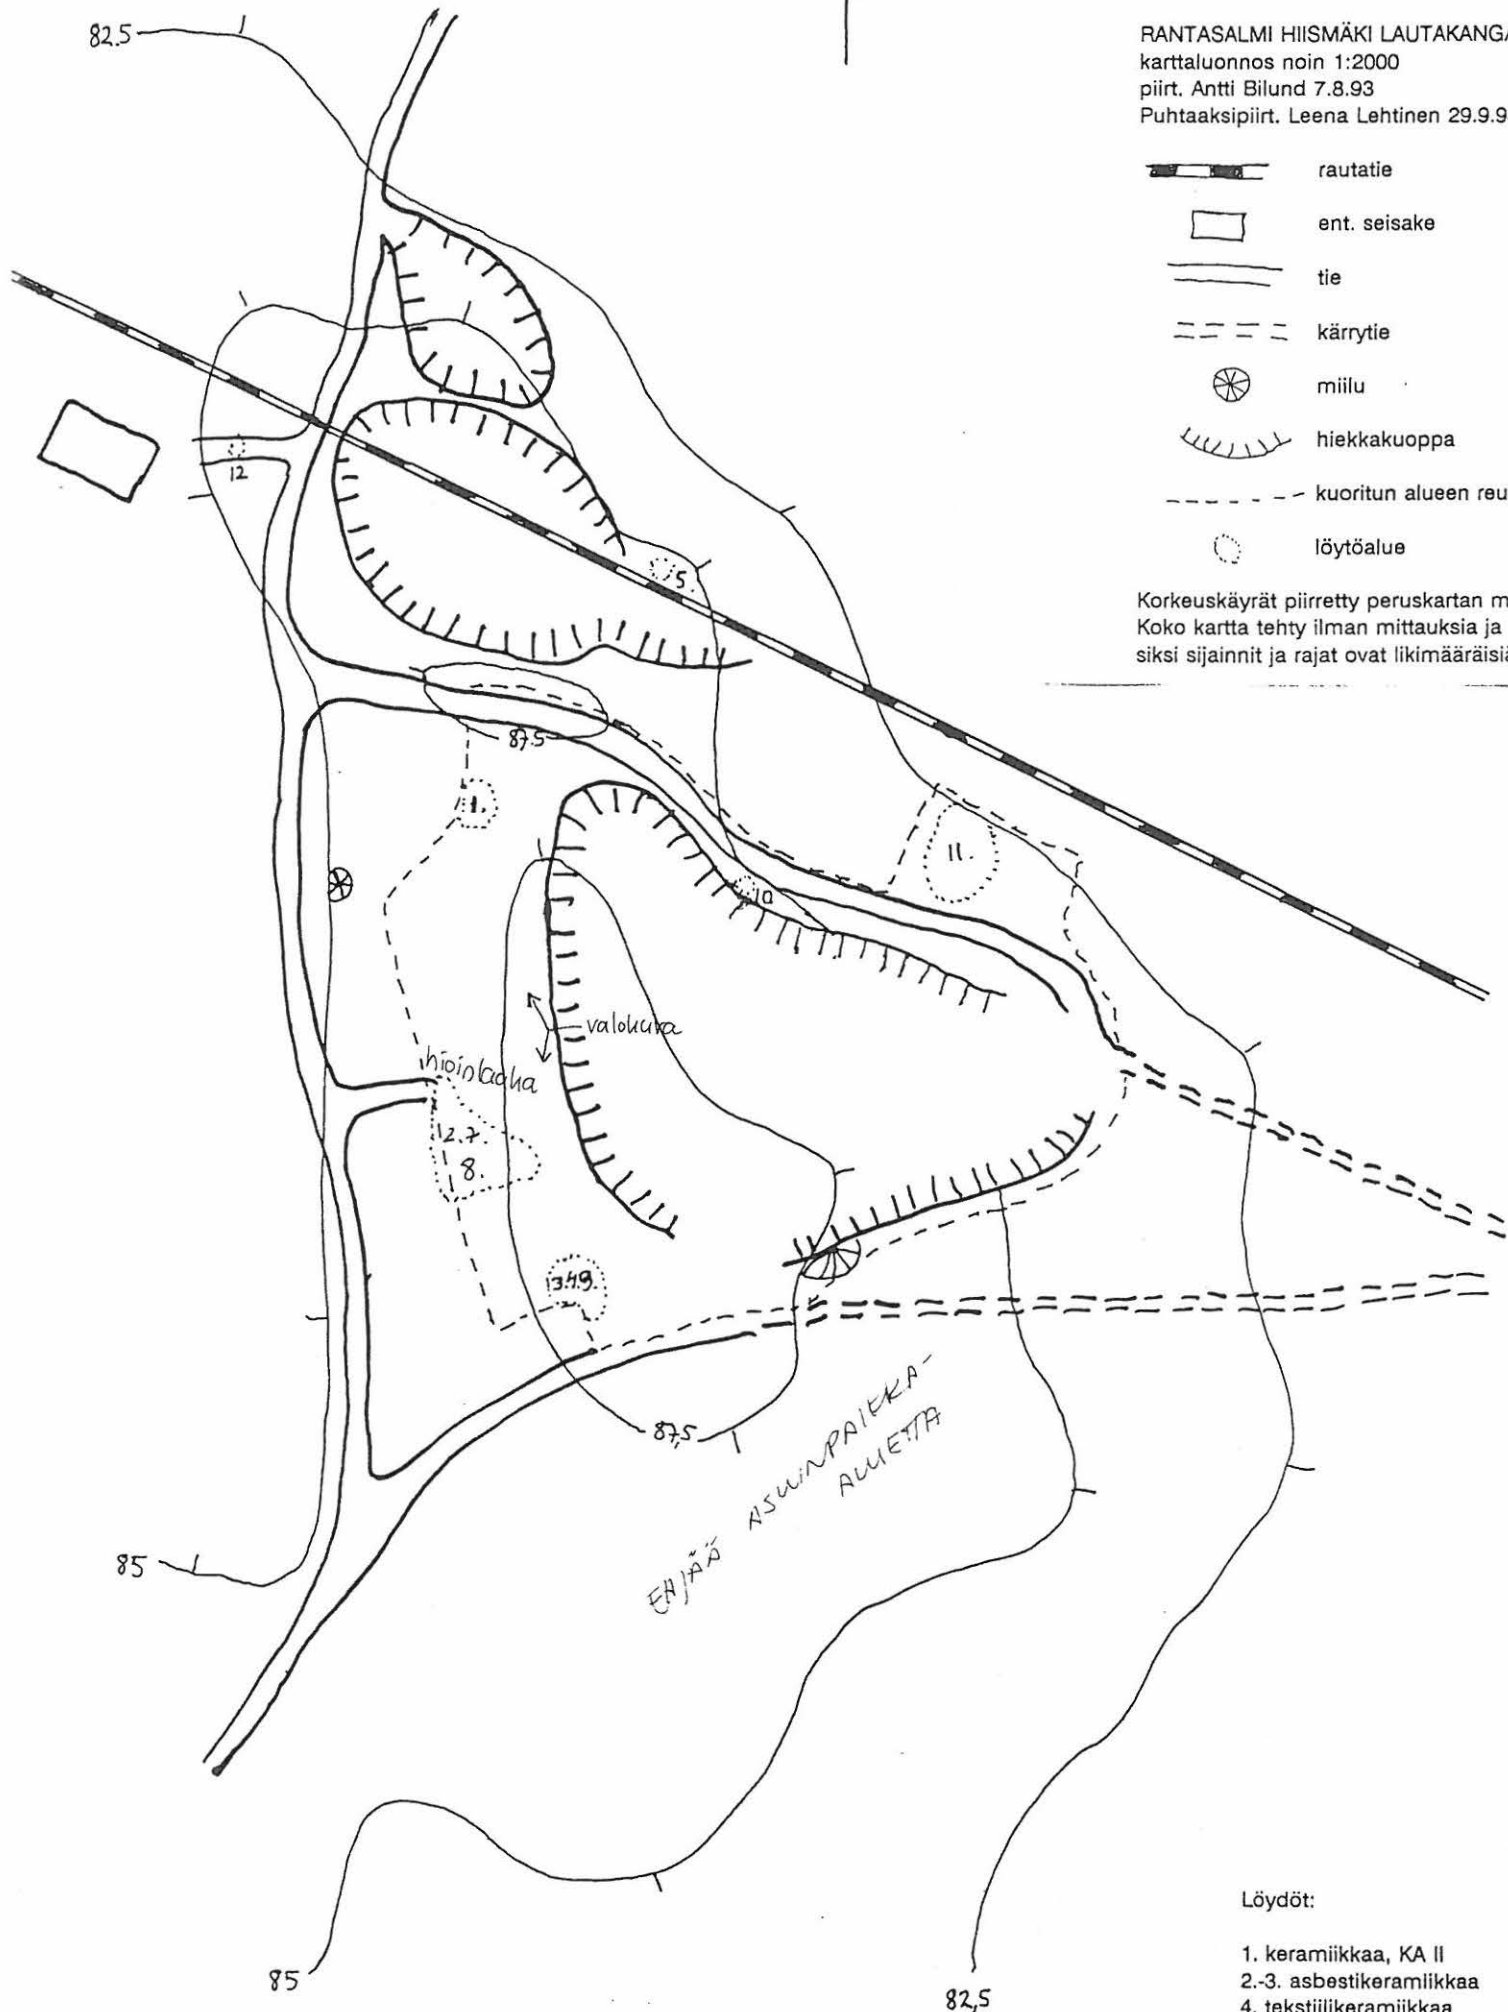 82.5
RANTASALMI HIISMÄKI LAUTAKANGA
karttaluonnos noin 1:2000
piirt. Antti Bilund 7.8.93
Puhtaaksipiirt. Leena Lehtinen 29.9.9
rautatie
ent. seisake
tie
kärrytie
miilu
hiekkakuoppa
kuoritun alueen reu
löytöalue
Korkeuskäyrät piirretty peruskartan m
Koko kartta tehty ilman mittauksia ja
siksi sijainnit ja rajat ovat likimääräisiä
12
5.
87.5
1.
11.
10
valokuva
hioinlaaka
2.7.
8.
3.4.9.
87,5
EHJÄÄ ASUINPAIKKA-
ALUETTA
85
85
82,5
Löydöt:
1. keramiikkaa, KA II
2.-3. asbestikeramiikkaa
4. tekstiilikeramiikkaa